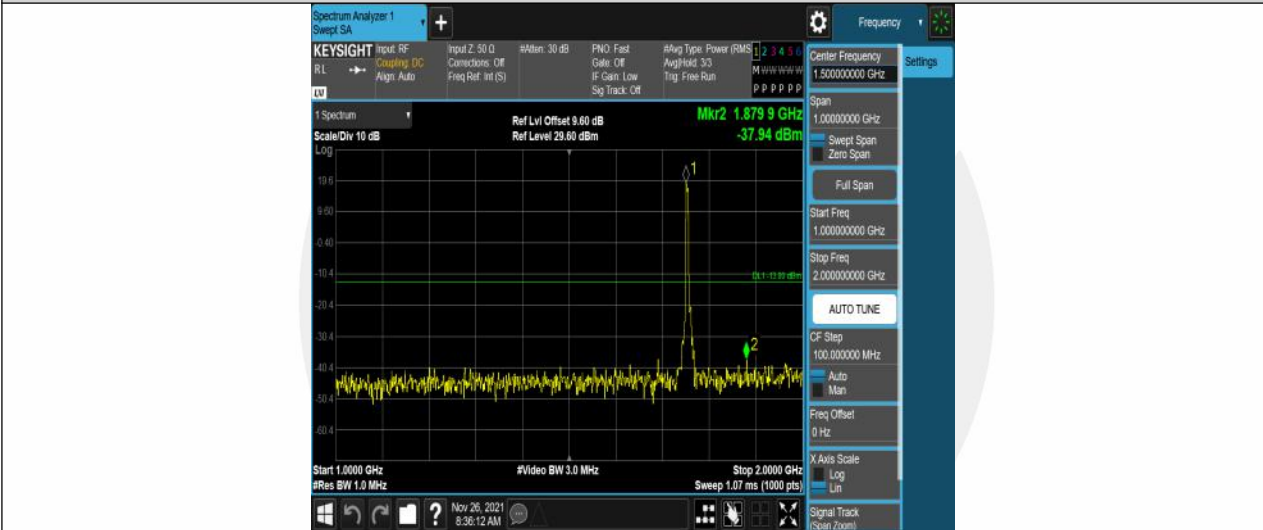 Spectrum Analyzer 1
Swept SA
+
Frequency
KEYSIGHT
RL
LV
Input: RF
Coupling: DC
Align: Auto
Input Z: 50 Ω
Corrections: Off
Freq Ref: Int (S)
#Atten: 30 dB
PNO: Fast
Gate: Off
IF Gain: Low
Sig Track: Off
#Avg Type: Power (RMS
Avg|Hold: 3/3
Trig: Free Run
1 2 3 4 5 6
M W W W W W
P P P P P P
1 Spectrum
Scale/Div 10 dB
Log
Ref Lvl Offset 9.60 dB
Ref Level 29.60 dBm
Mkr2 1.879 9 GHz
-37.94 dBm
1
19.6
9.60
-0.40
-10.4
DL1 -13.00 dBm
-20.4
-30.4
2
-40.4
-50.4
-60.4
Start 1.0000 GHz
#Res BW 1.0 MHz
#Video BW 3.0 MHz
Stop 2.0000 GHz
Sweep 1.07 ms (1000 pts)
?
Nov 26, 2021
8:36:12 AM
Center Frequency
1.500000000 GHz
Settings
Span
1.00000000 GHz
Swept Span
Zero Span
Full Span
Start Freq
1.000000000 GHz
Stop Freq
2.000000000 GHz
AUTO TUNE
CF Step
100.000000 MHz
Auto
Man
Freq Offset
0 Hz
X Axis Scale
Log
Lin
Signal Track
(Span Zoom)